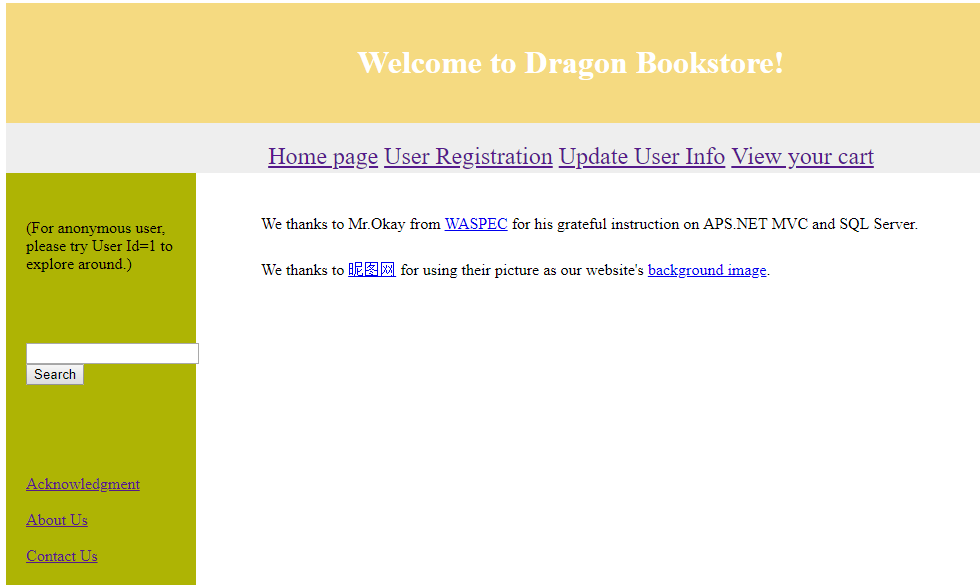 Welcome to Dragon Bookstore!
Home page User Registration Update User Info View your cart
(For anonymous user,
please try User Id=1 to
explore around.)
Search
Acknowledgment
About Us
Contact Us
We thanks to Mr.Okay from WASPEC for his grateful instruction on APS.NET MVC and SQL Server.
We thanks to 昵图网 for using their picture as our website's background image.